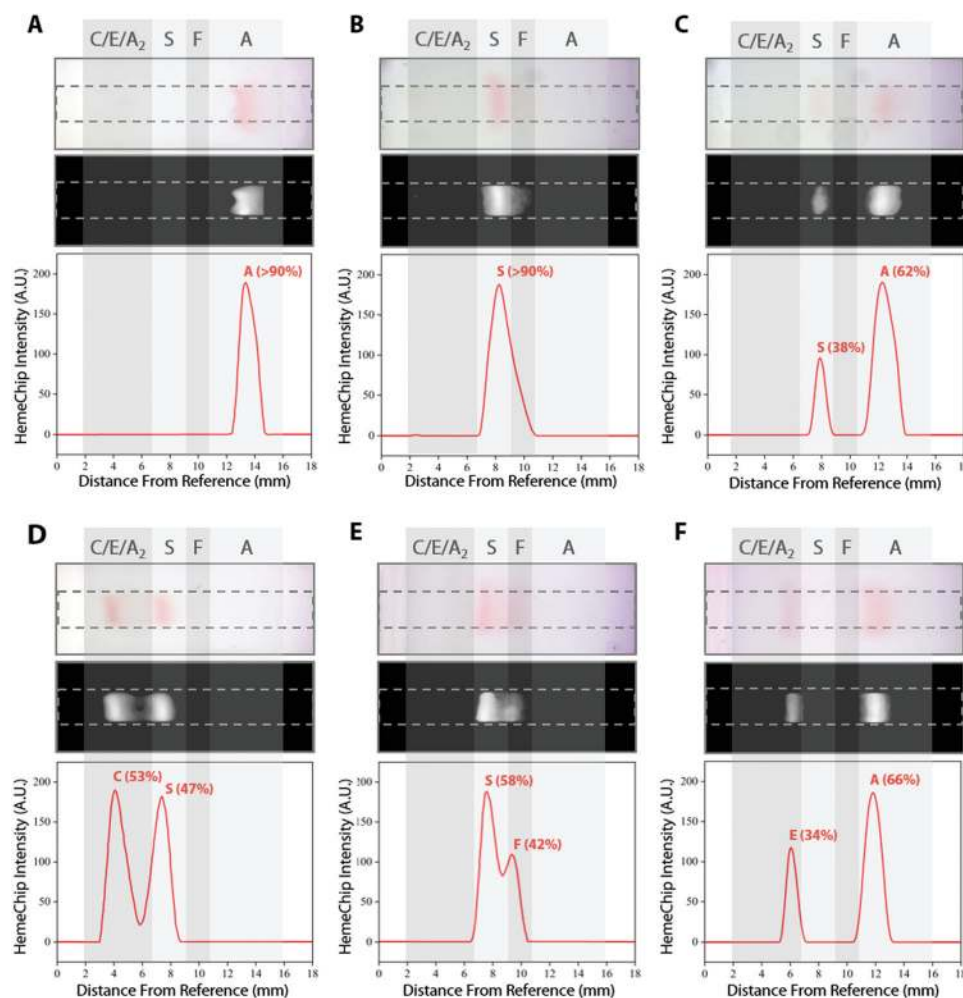 A B C
C/E/A₂ S F A C/E/A₂ S F A C/E/A₂ S F A
HemeChip Intensity (A.U.) HemeChip Intensity (A.U.) HemeChip Intensity (A.U.)
200 200 200
A (>90%) S (>90%) A (62%)
150 150 150
100 100 100
S (38%)
50 50 50
0 0 0
0 2 4 6 8 10 12 14 16 18 0 2 4 6 8 10 12 14 16 18 0 2 4 6 8 10 12 14 16 18
Distance From Reference (mm) Distance From Reference (mm) Distance From Reference (mm)
D E F
C/E/A₂ S F A C/E/A₂ S F A C/E/A₂ S F A
HemeChip Intensity (A.U.) HemeChip Intensity (A.U.) HemeChip Intensity (A.U.)
200 200 200
C (53%) S (47%) S (58%) A (66%)
150 150 150
F (42%) E (34%)
100 100 100
50 50 50
0 0 0
0 2 4 6 8 10 12 14 16 18 0 2 4 6 8 10 12 14 16 18 0 2 4 6 8 10 12 14 16 18
Distance From Reference (mm) Distance From Reference (mm) Distance From Reference (mm)